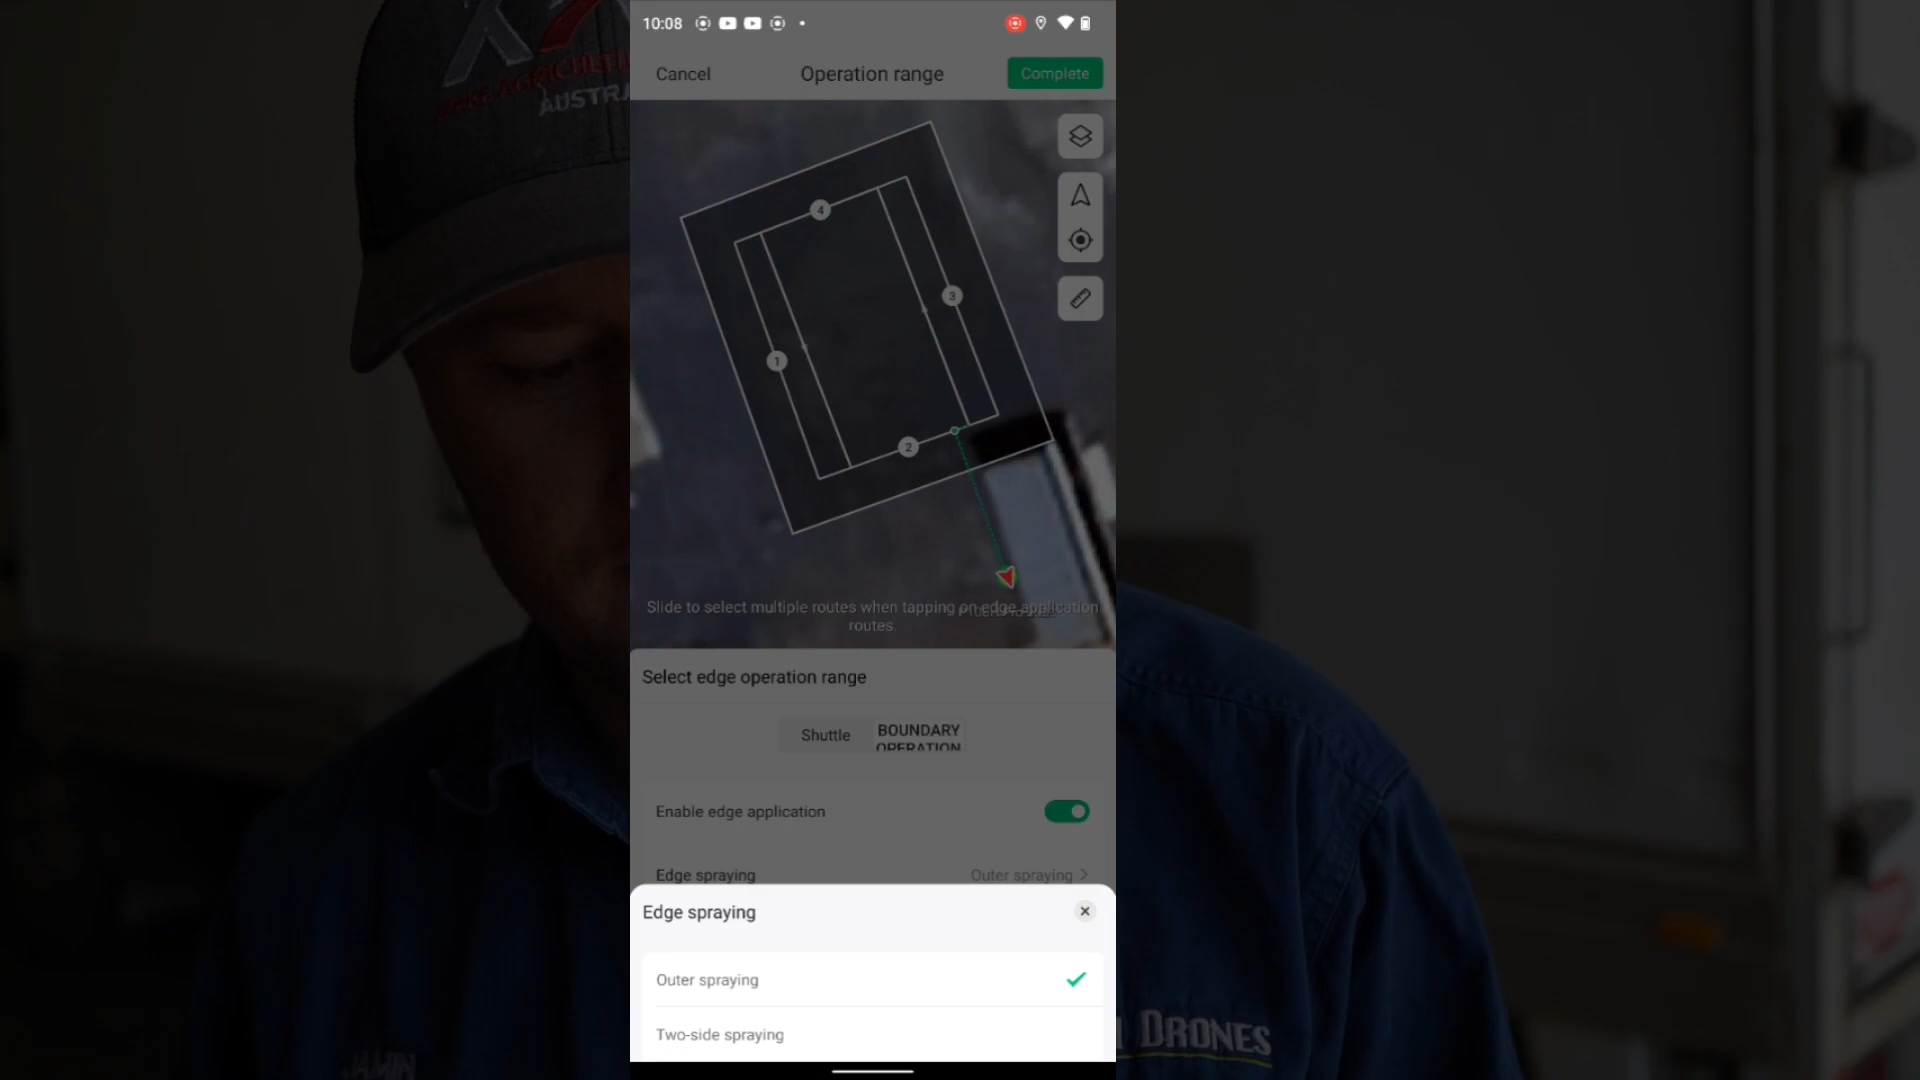 10:08
Cancel
Operation range
Complete
4
3
1
2
Slide to select multiple routes when tapping on edge application
routes.
Select edge operation range
Shuttle
BOUNDARY
OPERATION
Enable edge application
Edge spraying
Outer spraying
Edge spraying
Outer spraying
Two-side spraying
DRONES